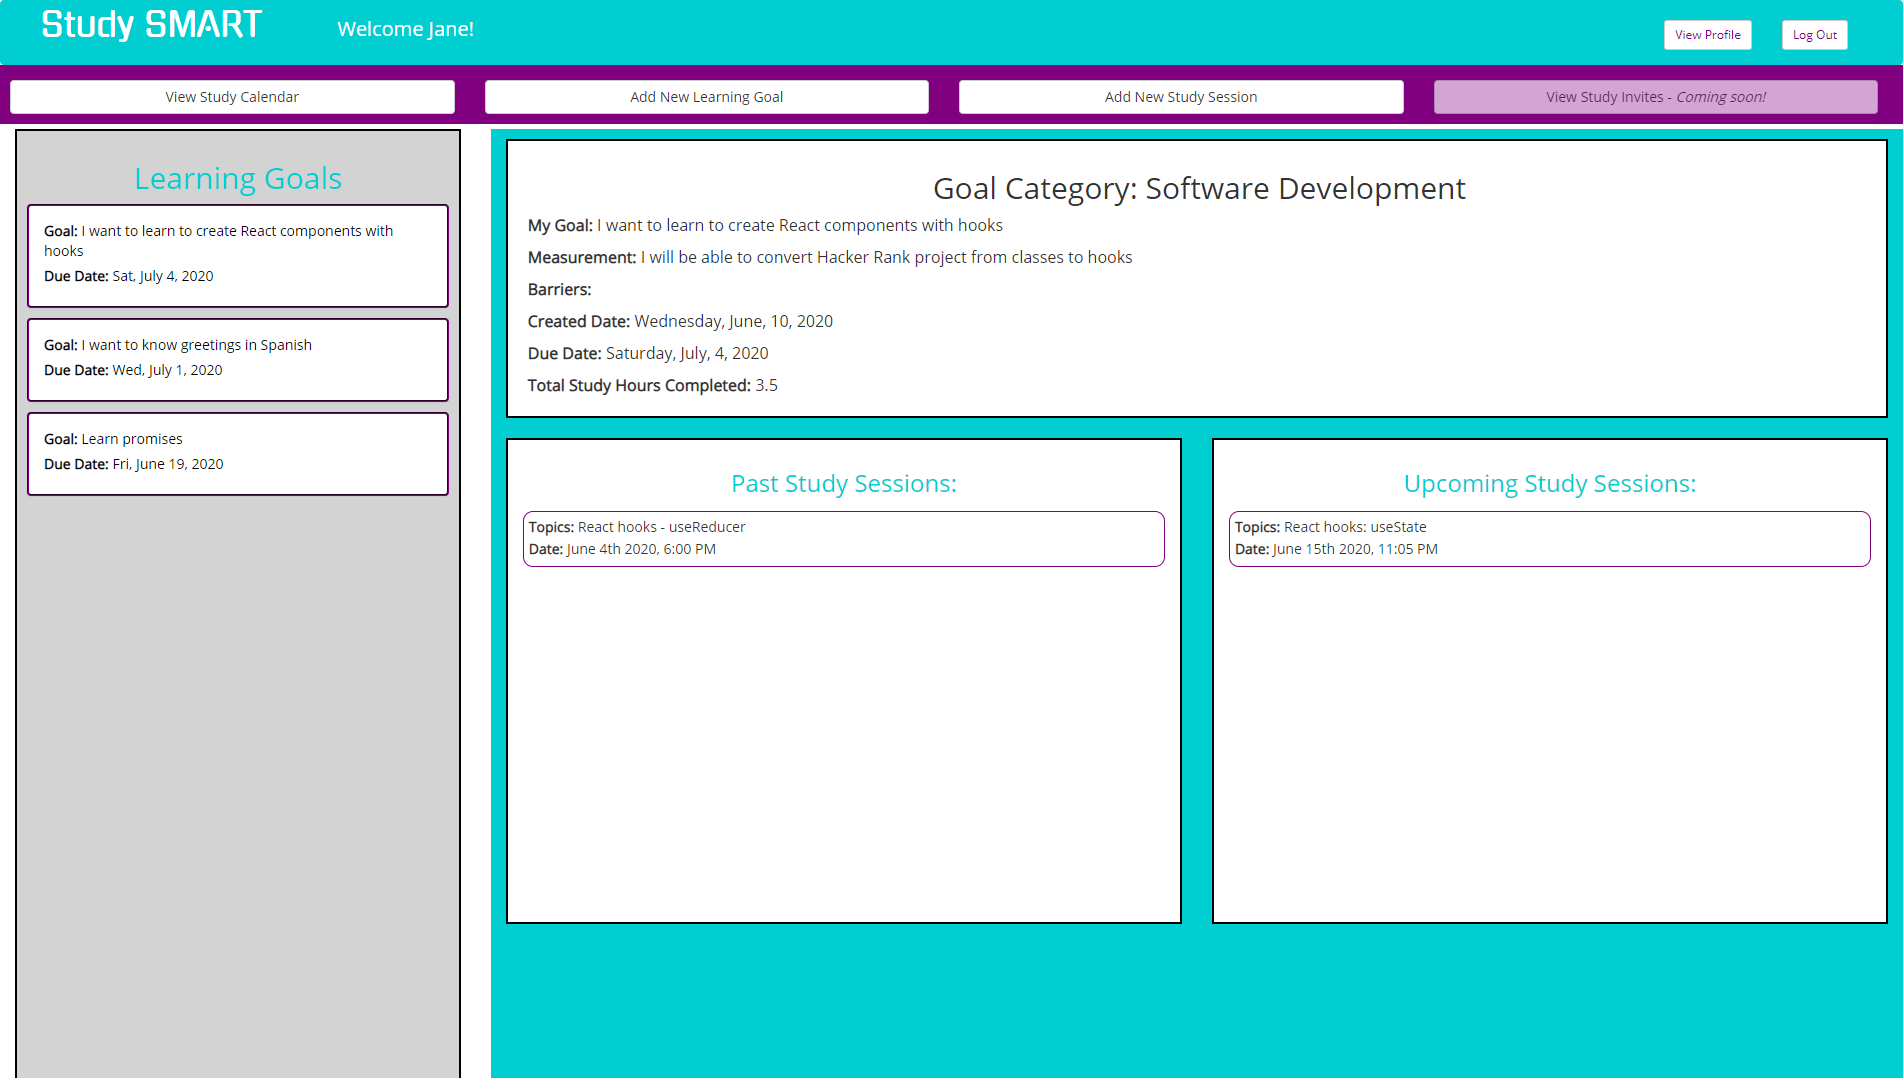 Study SMART
Welcome Jane!
View Profile
Log Out
View Study Calendar
Add New Learning Goal
Add New Study Session
View Study Invites - Coming soon!
Learning Goals
Goal: I want to learn to create React components with
hooks
Due Date: Sat, July 4, 2020
Goal: I want to know greetings in Spanish
Due Date: Wed, July 1, 2020
Goal: Learn promises
Due Date: Fri, June 19, 2020
Goal Category: Software Development
My Goal: I want to learn to create React components with hooks
Measurement: I will be able to convert Hacker Rank project from classes to hooks
Barriers:
Created Date: Wednesday, June, 10, 2020
Due Date: Saturday, July, 4, 2020
Total Study Hours Completed: 3.5
Past Study Sessions:
Topics: React hooks - useReducer
Date: June 4th 2020, 6:00 PM
Upcoming Study Sessions:
Topics: React hooks: useState
Date: June 15th 2020, 11:05 PM